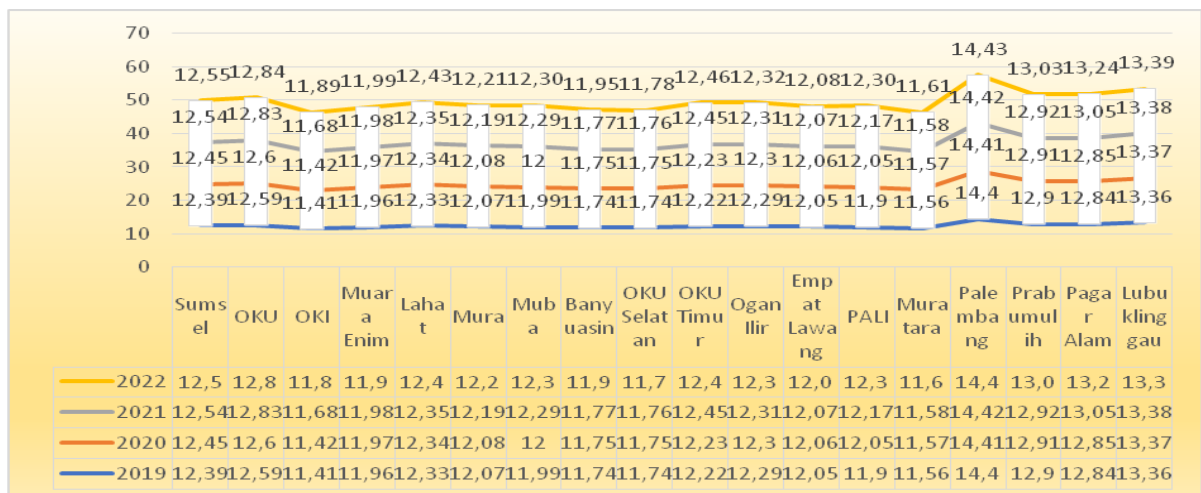 70
60
50
40
30
20
10
0
12,55 12,84 11,89 11,99 12,43 12,21 12,30 11,95 11,78 12,46 12,32 12,08 12,30 11,61 14,43 13,03 13,24 13,39
12,54 12,83 11,68 11,98 12,35 12,19 12,29 11,77 11,76 12,45 12,31 12,07 12,17 11,58 14,42 12,92 13,05 13,38
12,45 12,6 11,42 11,97 12,34 12,08 12 11,75 11,75 12,23 12,3 12,06 12,05 11,57 14,41 12,91 12,85 13,37
12,39 12,59 11,41 11,96 12,33 12,07 11,99 11,74 11,74 12,22 12,29 12,05 11,9 11,56 14,4 12,9 12,84 13,36
Sumsel
OKU
OKI
Muara
Enim
Lahat
Mura
Muba
Banyuasin
OKU
Selatan
OKU
Timur
Ogan
Ilir
Empat
Lawang
PALI
Muratara
Palembang
Prabumulih
Pagar
Alam
Lubuklinggau
2022 12,5 12,8 11,8 11,9 12,4 12,2 12,3 11,9 11,7 12,4 12,3 12,0 12,3 11,6 14,4 13,0 13,2 13,3
2021 12,54 12,83 11,68 11,98 12,35 12,19 12,29 11,77 11,76 12,45 12,31 12,07 12,17 11,58 14,42 12,92 13,05 13,38
2020 12,45 12,6 11,42 11,97 12,34 12,08 12 11,75 11,75 12,23 12,3 12,06 12,05 11,57 14,41 12,91 12,85 13,37
2019 12,39 12,59 11,41 11,96 12,33 12,07 11,99 11,74 11,74 12,22 12,29 12,05 11,9 11,56 14,4 12,9 12,84 13,36